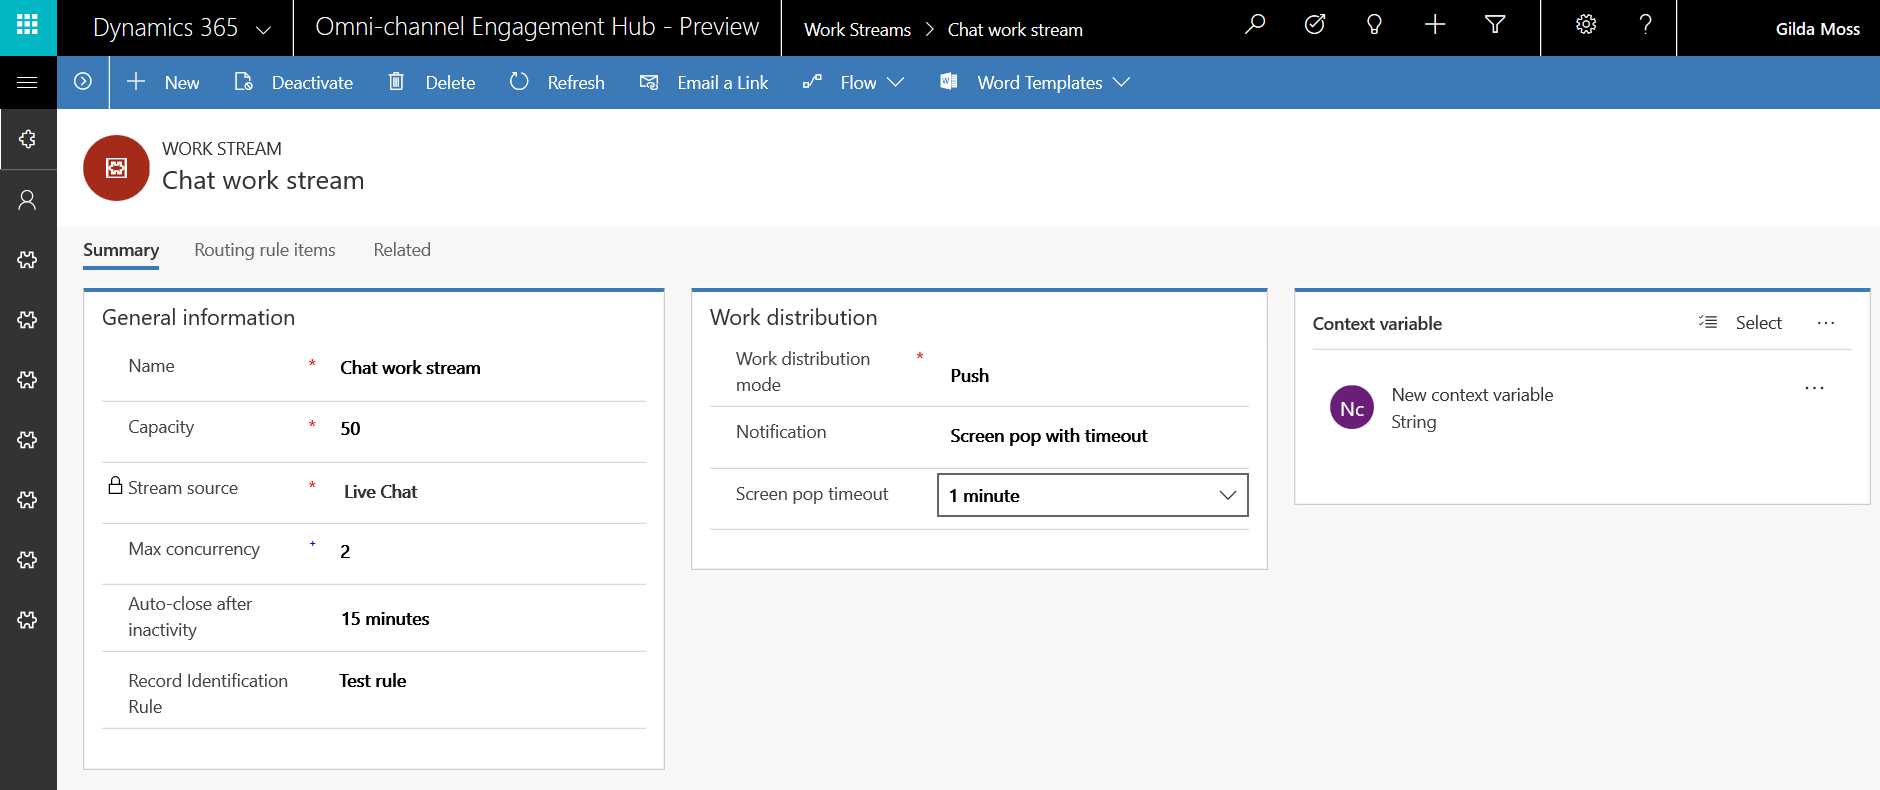 Dynamics 365
Omni-channel Engagement Hub - Preview
Work Streams > Chat work stream
Gilda Moss
New
Deactivate
Delete
Refresh
Email a Link
Flow
Word Templates
WORK STREAM
Chat work stream
Summary
Routing rule items
Related
General information
Name * Chat work stream
Capacity * 50
Stream source * Live Chat
Max concurrency + 2
Auto-close after
inactivity
15 minutes
Record Identification
Rule
Test rule
Work distribution
Work distribution
mode
* Push
Notification Screen pop with timeout
Screen pop timeout 1 minute
Context variable
Select
...
Nc
New context variable
String
...